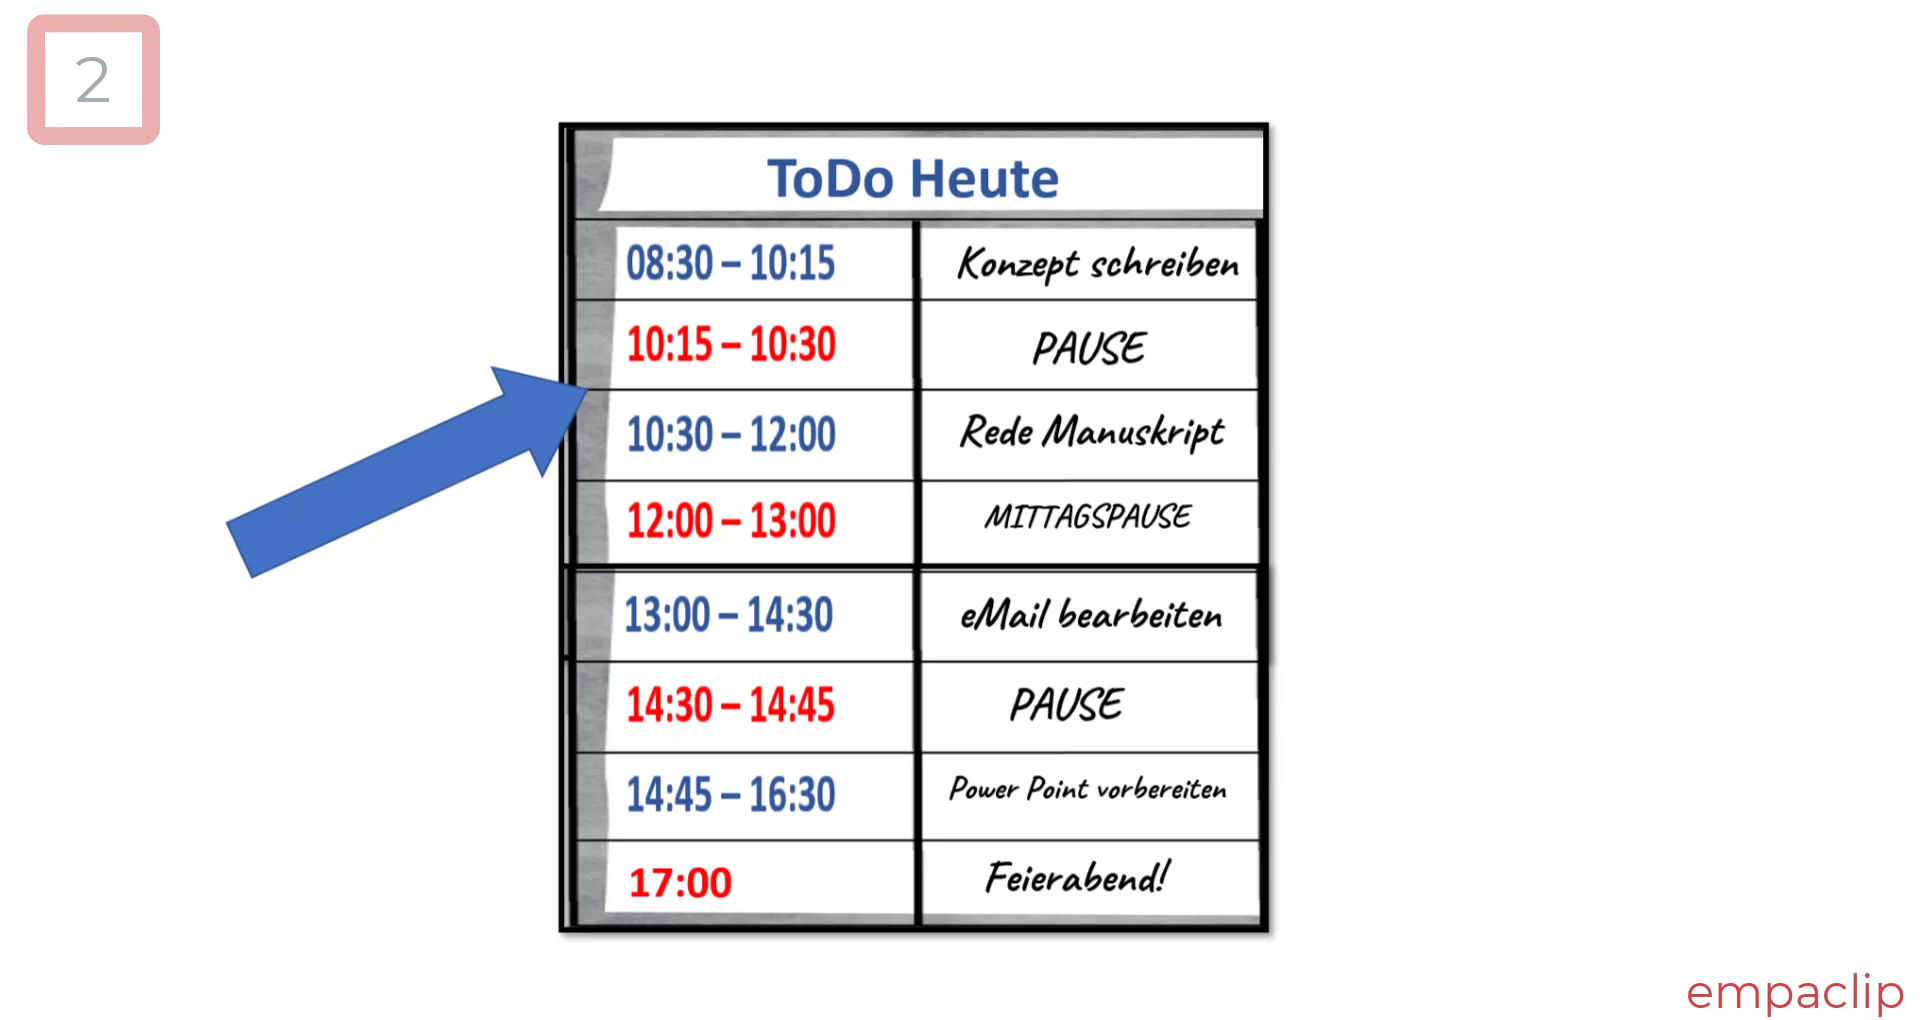 2
ToDo Heute
08:30 – 10:15 Konzept schreiben
10:15 – 10:30 PAUSE
10:30 – 12:00 Rede Manuskript
12:00 – 13:00 MITTAGSPAUSE
13:00 – 14:30 eMail bearbeiten
14:30 – 14:45 PAUSE
14:45 – 16:30 Power Point vorbereiten
17:00 Feierabend!
empaclip